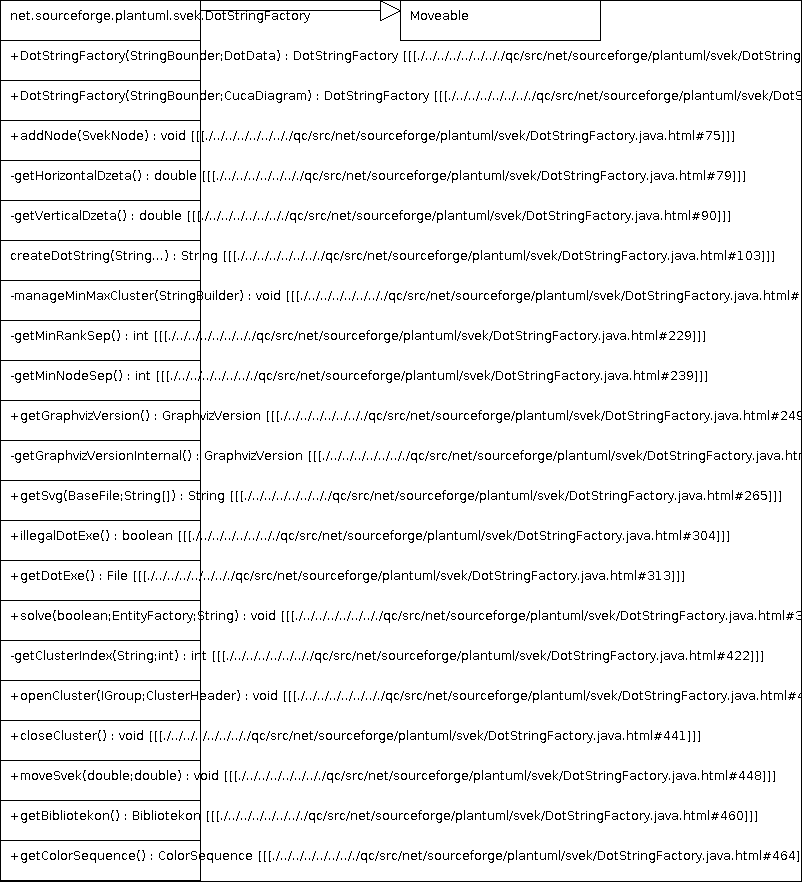 net.sourceforge.plantuml.svek.DotStringFactory
Moveable
+DotStringFactory(StringBounder;DotData) : DotStringFactory [[[./../../../../../../../qc/src/net/sourceforge/plantuml/svek/DotString
+DotStringFactory(StringBounder;CucaDiagram) : DotStringFactory [[[./../../../../../../../qc/src/net/sourceforge/plantuml/svek/DotS
+addNode(SvekNode) : void [[[./../../../../../../../qc/src/net/sourceforge/plantuml/svek/DotStringFactory.java.html#75]]]
-getHorizontalDzeta() : double [[[./../../../../../../../qc/src/net/sourceforge/plantuml/svek/DotStringFactory.java.html#79]]]
-getVerticalDzeta() : double [[[./../../../../../../../qc/src/net/sourceforge/plantuml/svek/DotStringFactory.java.html#90]]]
createDotString(String...) : String [[[./../../../../../../../qc/src/net/sourceforge/plantuml/svek/DotStringFactory.java.html#103]]]
-manageMinMaxCluster(StringBuilder) : void [[[./../../../../../../../qc/src/net/sourceforge/plantuml/svek/DotStringFactory.java.html#
-getMinRankSep() : int [[[./../../../../../../../qc/src/net/sourceforge/plantuml/svek/DotStringFactory.java.html#229]]]
-getMinNodeSep() : int [[[./../../../../../../../qc/src/net/sourceforge/plantuml/svek/DotStringFactory.java.html#239]]]
+getGraphvizVersion() : GraphvizVersion [[[./../../../../../../../qc/src/net/sourceforge/plantuml/svek/DotStringFactory.java.html#249
-getGraphvizVersionInternal() : GraphvizVersion [[[./../../../../../../../qc/src/net/sourceforge/plantuml/svek/DotStringFactory.java.ht
+getSvg(BaseFile;String[]) : String [[[./../../../../../../../qc/src/net/sourceforge/plantuml/svek/DotStringFactory.java.html#265]]]
+illegalDotExe() : boolean [[[./../../../../../../../qc/src/net/sourceforge/plantuml/svek/DotStringFactory.java.html#304]]]
+getDotExe() : File [[[./../../../../../../../qc/src/net/sourceforge/plantuml/svek/DotStringFactory.java.html#313]]]
+solve(boolean;EntityFactory;String) : void [[[./../../../../../../../qc/src/net/sourceforge/plantuml/svek/DotStringFactory.java.html#3
-getClusterIndex(String;int) : int [[[./../../../../../../../qc/src/net/sourceforge/plantuml/svek/DotStringFactory.java.html#422]]]
+openCluster(IGroup;ClusterHeader) : void [[[./../../../../../../../qc/src/net/sourceforge/plantuml/svek/DotStringFactory.java.html#4
+closeCluster() : void [[[./../../../../../../../qc/src/net/sourceforge/plantuml/svek/DotStringFactory.java.html#441]]]
+moveSvek(double;double) : void [[[./../../../../../../../qc/src/net/sourceforge/plantuml/svek/DotStringFactory.java.html#448]]]
+getBibliotekon() : Bibliotekon [[[./../../../../../../../qc/src/net/sourceforge/plantuml/svek/DotStringFactory.java.html#460]]]
+getColorSequence() : ColorSequence [[[./../../../../../../../qc/src/net/sourceforge/plantuml/svek/DotStringFactory.java.html#464]